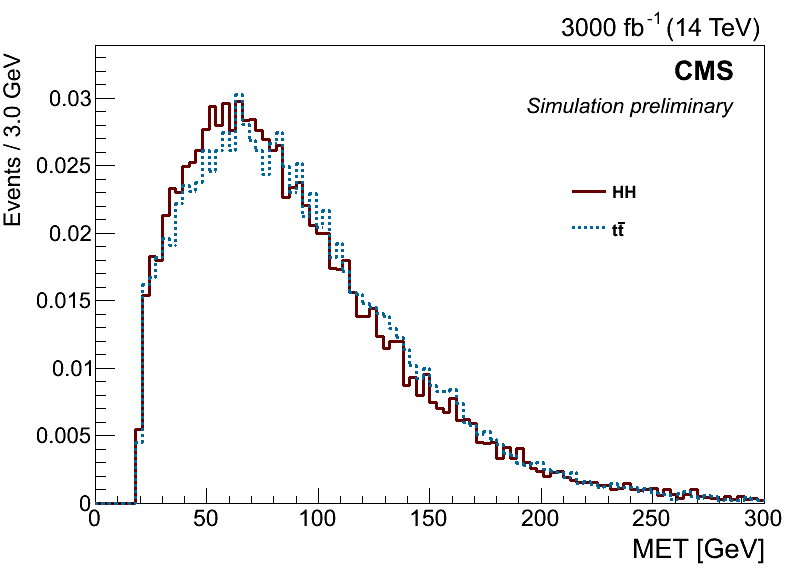 3000 fb⁻¹ (14 TeV)
CMS
Simulation preliminary
Events / 3.0 GeV
0.03
0.025
0.02
0.015
0.01
0.005
0
HH
tt̄
0 50 100 150 200 250 300
MET [GeV]